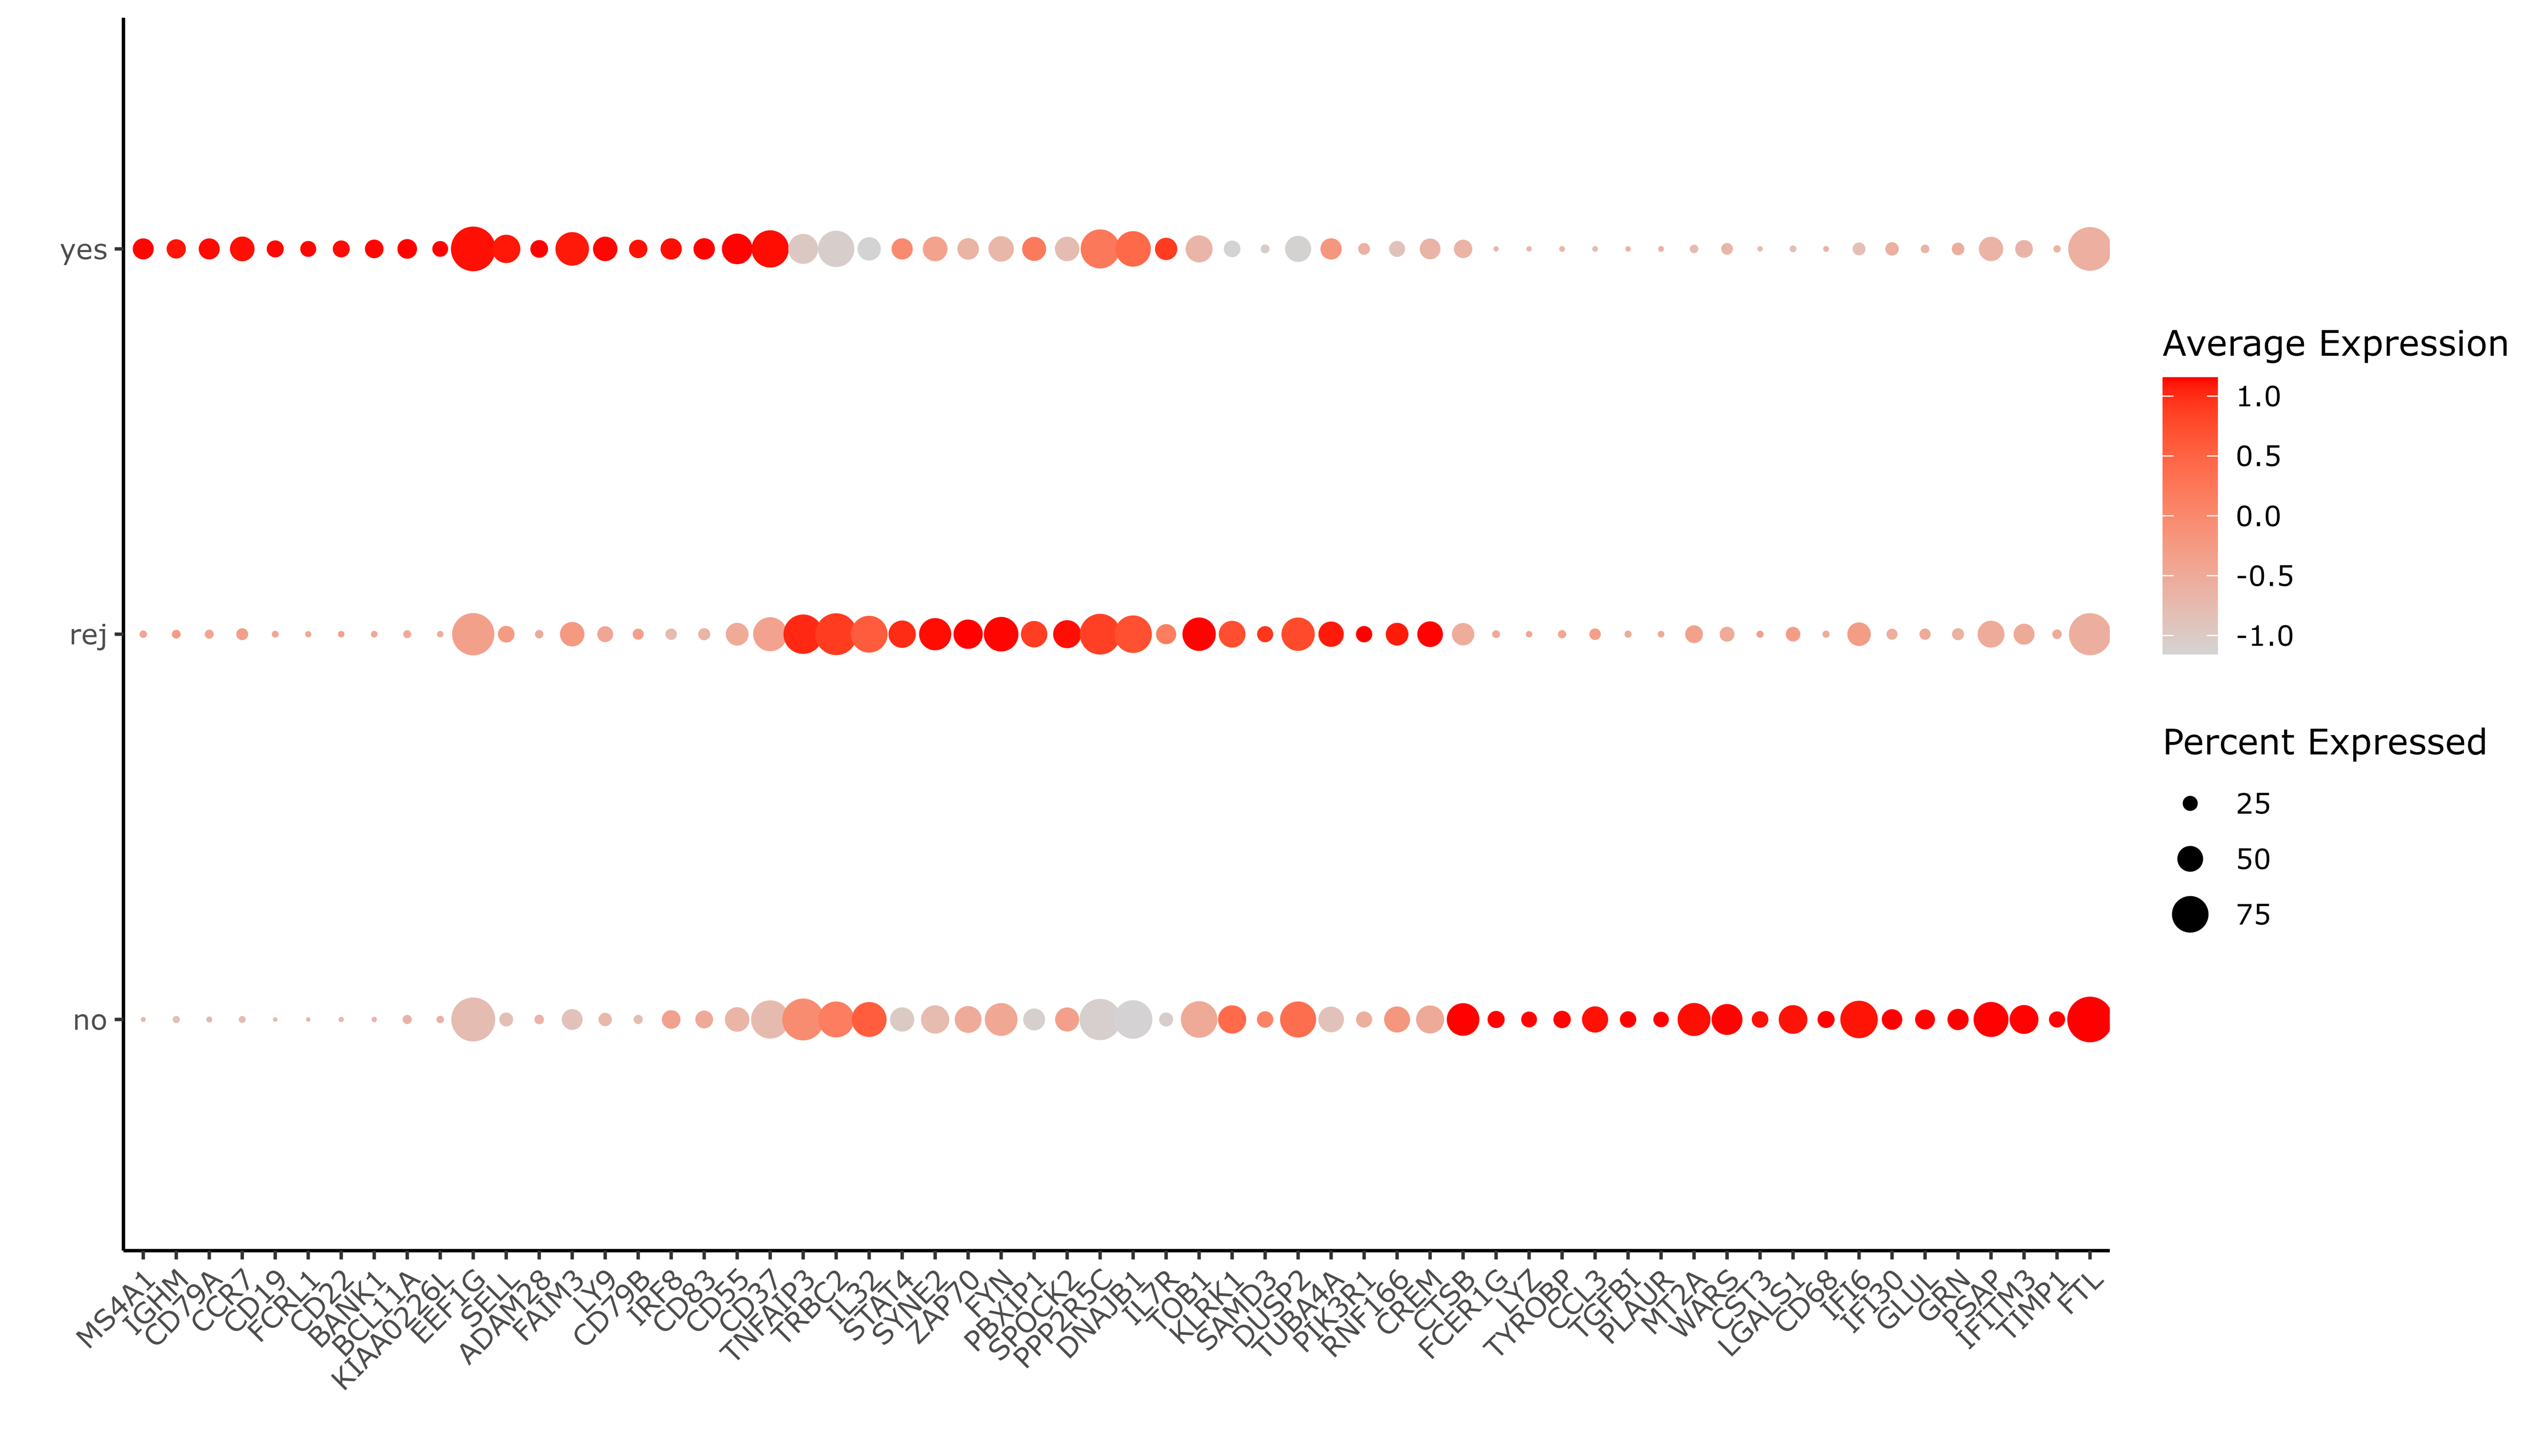 yes
rej
no
MS4A1
IGHM
CD79A
CCR7
CD19
FCRL1
CD22
BANK1
BCL11A
KIAA0226L
EEF1G
SELL
ADAM28
FAIM3
LY9
CD79B
IRF8
CD83
CD55
CD37
TNFAIP3
TRBC2
IL32
STAT4
SYNE2
ZAP70
FYN
PBXIP1
SPOCK2
PPP2R5C
DNAJB1
IL7R
TOB1
KLRK1
SAMD3
DUSP2
TUBA4A
PIK3R1
RNF166
CREM
CTSB
FCER1G
LYZ
TYROBP
CCL3
TGFBI
PLAUR
MT2A
WARS
CST3
LGALS1
CD68
IFI6
IFI30
GLUL
GRN
PSAP
IFITM3
TIMP1
FTL
Average Expression
1.0
0.5
0.0
-0.5
-1.0
Percent Expressed
25
50
75